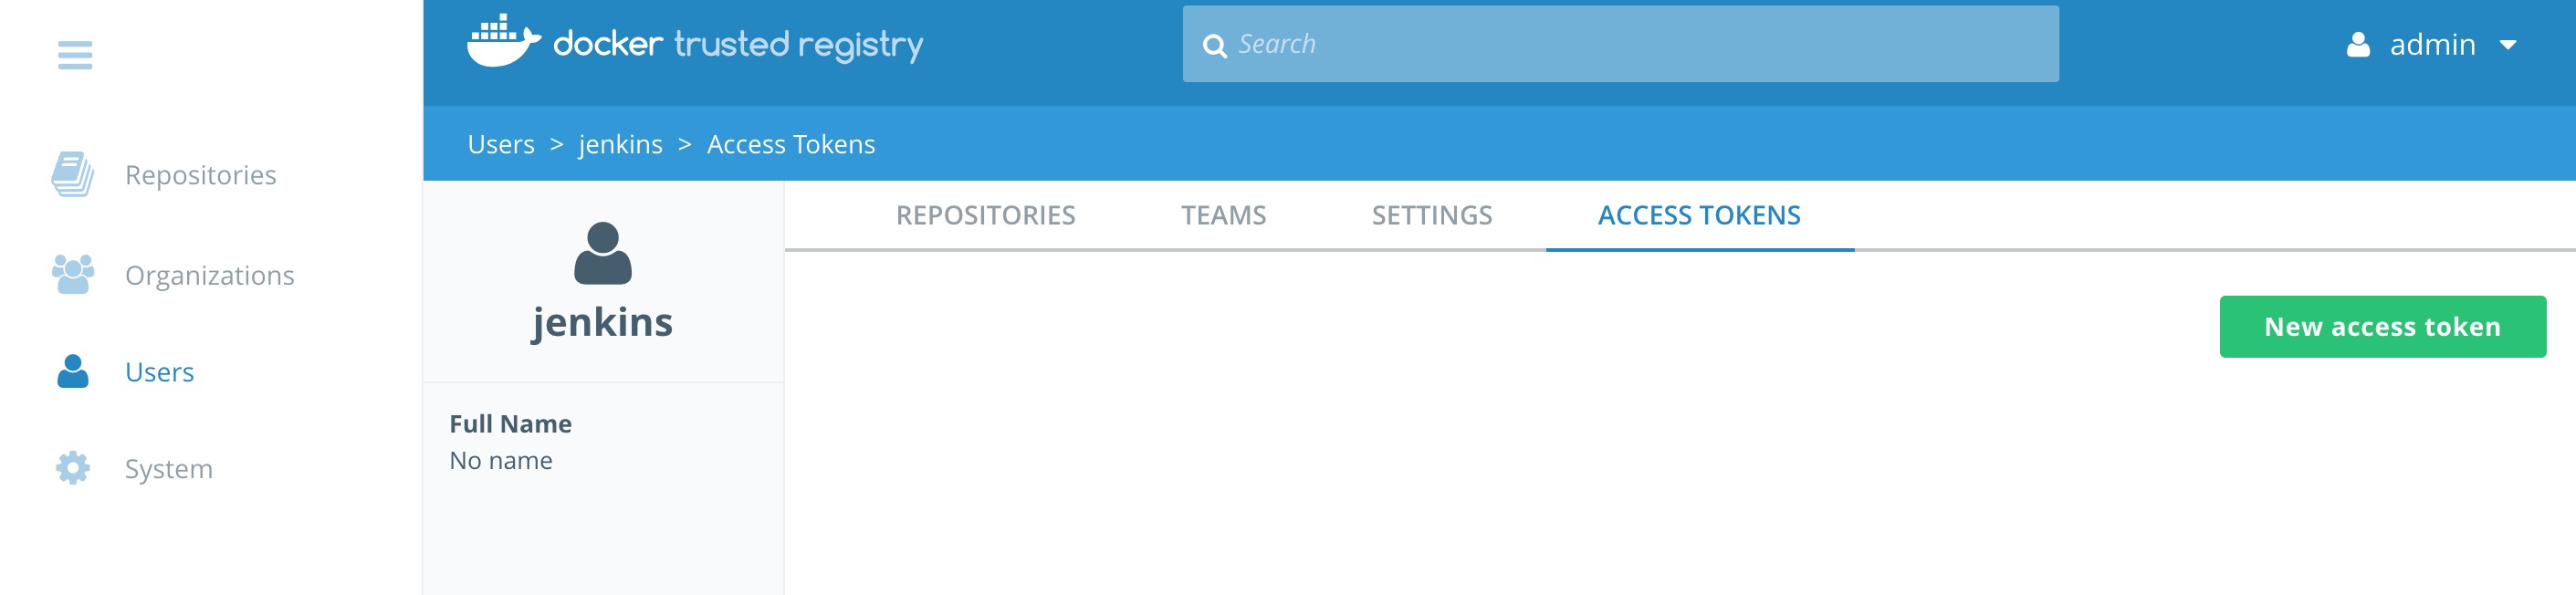 docker trusted registry
Search
admin
Users > jenkins > Access Tokens
Repositories
Organizations
Users
System
jenkins
Full Name
No name
REPOSITORIES TEAMS SETTINGS ACCESS TOKENS
New access token